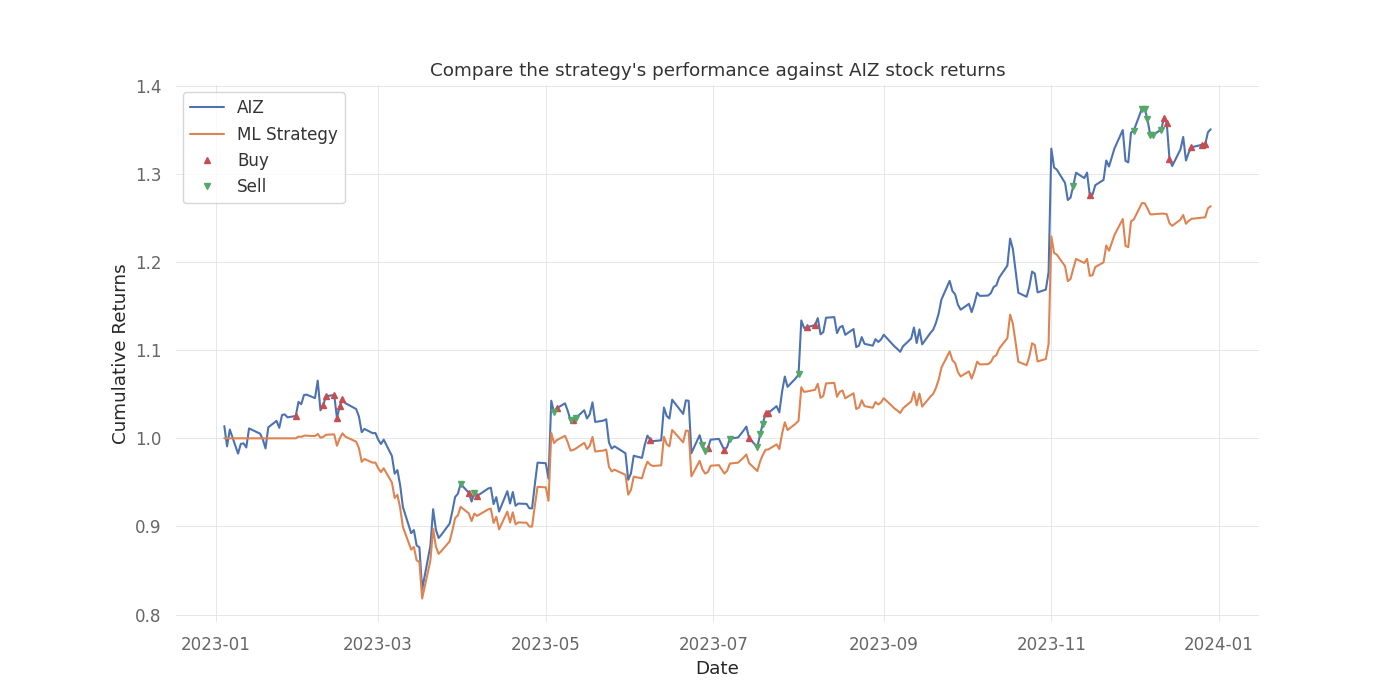 Compare the strategy's performance against AIZ stock returns
AIZ
ML Strategy
Buy
Sell
Cumulative Returns
1.4
1.3
1.2
1.1
1.0
0.9
0.8
2023-01 2023-03 2023-05 2023-07 2023-09 2023-11 2024-01
Date